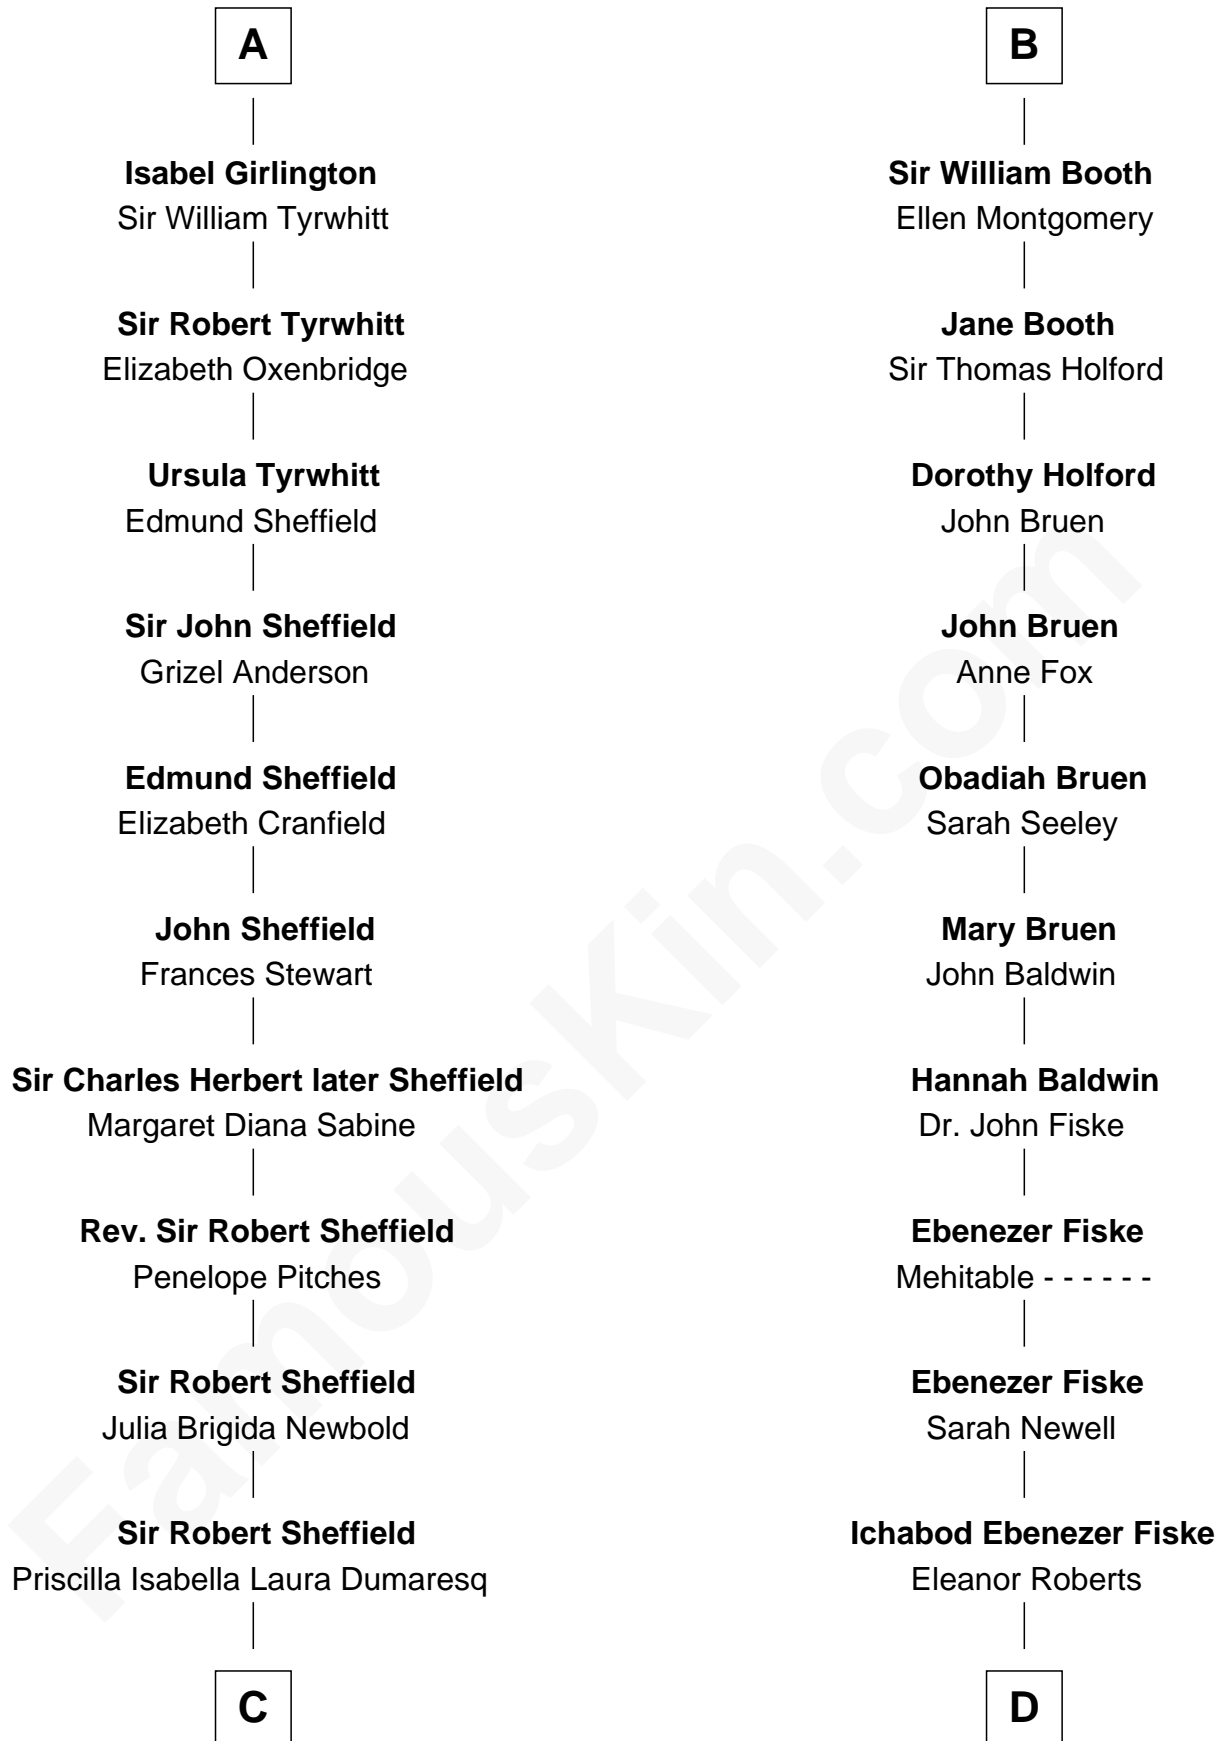 A
Isabel Girlington
Sir William Tyrwhitt
Sir Robert Tyrwhitt
Elizabeth Oxenbridge
Ursula Tyrwhitt
Edmund Sheffield
Sir John Sheffield
Grizel Anderson
Edmund Sheffield
Elizabeth Cranfield
John Sheffield
Frances Stewart
Sir Charles Herbert later Sheffield
Margaret Diana Sabine
Rev. Sir Robert Sheffield
Penelope Pitches
Sir Robert Sheffield
Julia Brigida Newbold
Sir Robert Sheffield
Priscilla Isabella Laura Dumaresq
C
B
Sir William Booth
Ellen Montgomery
Jane Booth
Sir Thomas Holford
Dorothy Holford
John Bruen
John Bruen
Anne Fox
Obadiah Bruen
Sarah Seeley
Mary Bruen
John Baldwin
Hannah Baldwin
Dr. John Fiske
Ebenezer Fiske
Mehitable - - - - - -
Ebenezer Fiske
Sarah Newell
Ichabod Ebenezer Fiske
Eleanor Roberts
D
FamousKin.com